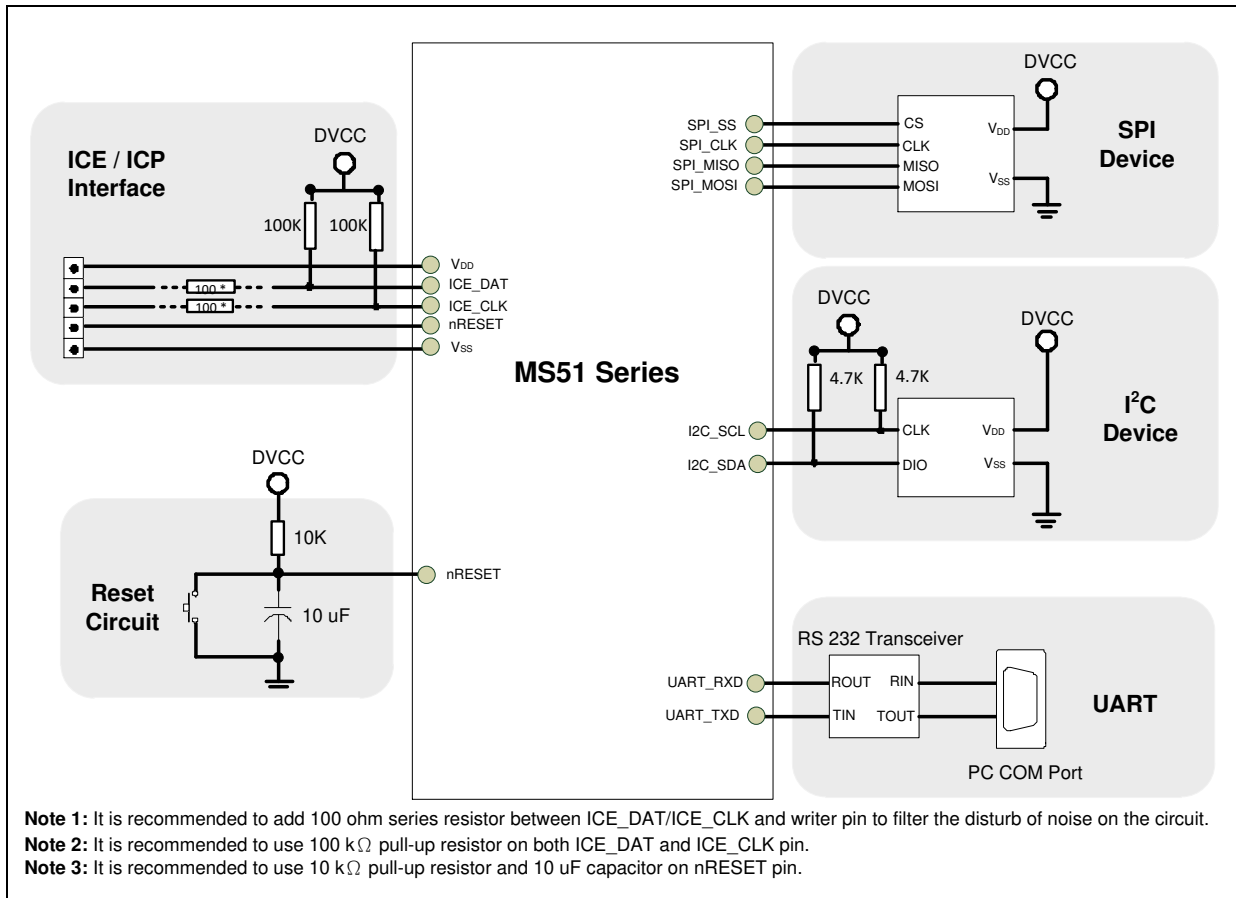 ICE / ICP
Interface
DVCC
100K
100K
100 *
100 *
VDD
ICE_DAT
ICE_CLK
nRESET
VSS
DVCC
10K
Reset
Circuit
10 uF
nRESET
MS51 Series
SPI_SS
SPI_CLK
SPI_MISO
SPI_MOSI
CS
CLK
MISO
MOSI
VDD
VSS
DVCC
SPI
Device
DVCC
4.7K
4.7K
I2C_SCL
I2C_SDA
CLK
DIO
VDD
VSS
DVCC
I²C
Device
RS 232 Transceiver
UART_RXD
UART_TXD
ROUT
RIN
TIN
TOUT
PC COM Port
UART
Note 1: It is recommended to add 100 ohm series resistor between ICE_DAT/ICE_CLK and writer pin to filter the disturb of noise on the circuit.
Note 2: It is recommended to use 100 kΩ pull-up resistor on both ICE_DAT and ICE_CLK pin.
Note 3: It is recommended to use 10 kΩ pull-up resistor and 10 uF capacitor on nRESET pin.